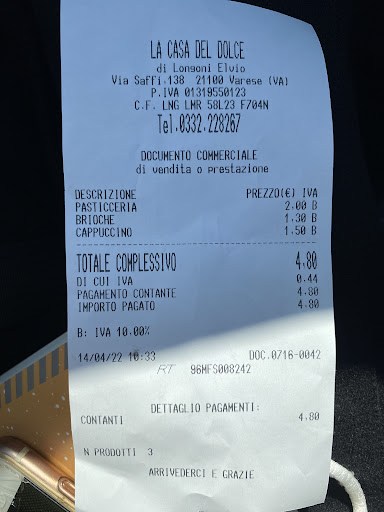 LA CASA DEL DOLCE
di Longoni Elvio
Via Saffi.138 21100 Varese (VA)
P.IVA 01319550123
C.F. LNG LMR 58L23 F704N
Tel.0332.228267
DOCUMENTO COMMERCIALE
di vendita o prestazione
DESCRIZIONE PREZZO(€) IVA
PASTICCERIA 2.00 B
BRIOCHE 1.30 B
CAPPUCCINO 1.50 B
TOTALE COMPLESSIVO 4.80
DI CUI IVA 0.44
PAGAMENTO CONTANTE 4.80
IMPORTO PAGATO 4.80
B: IVA 10.00%
14/04/22 10:33 DOC.0716-0042
RT 96MFS008242
DETTAGLIO PAGAMENTI:
CONTANTI 4.80
N PRODOTTI 3
ARRIVEDERCI E GRAZIE